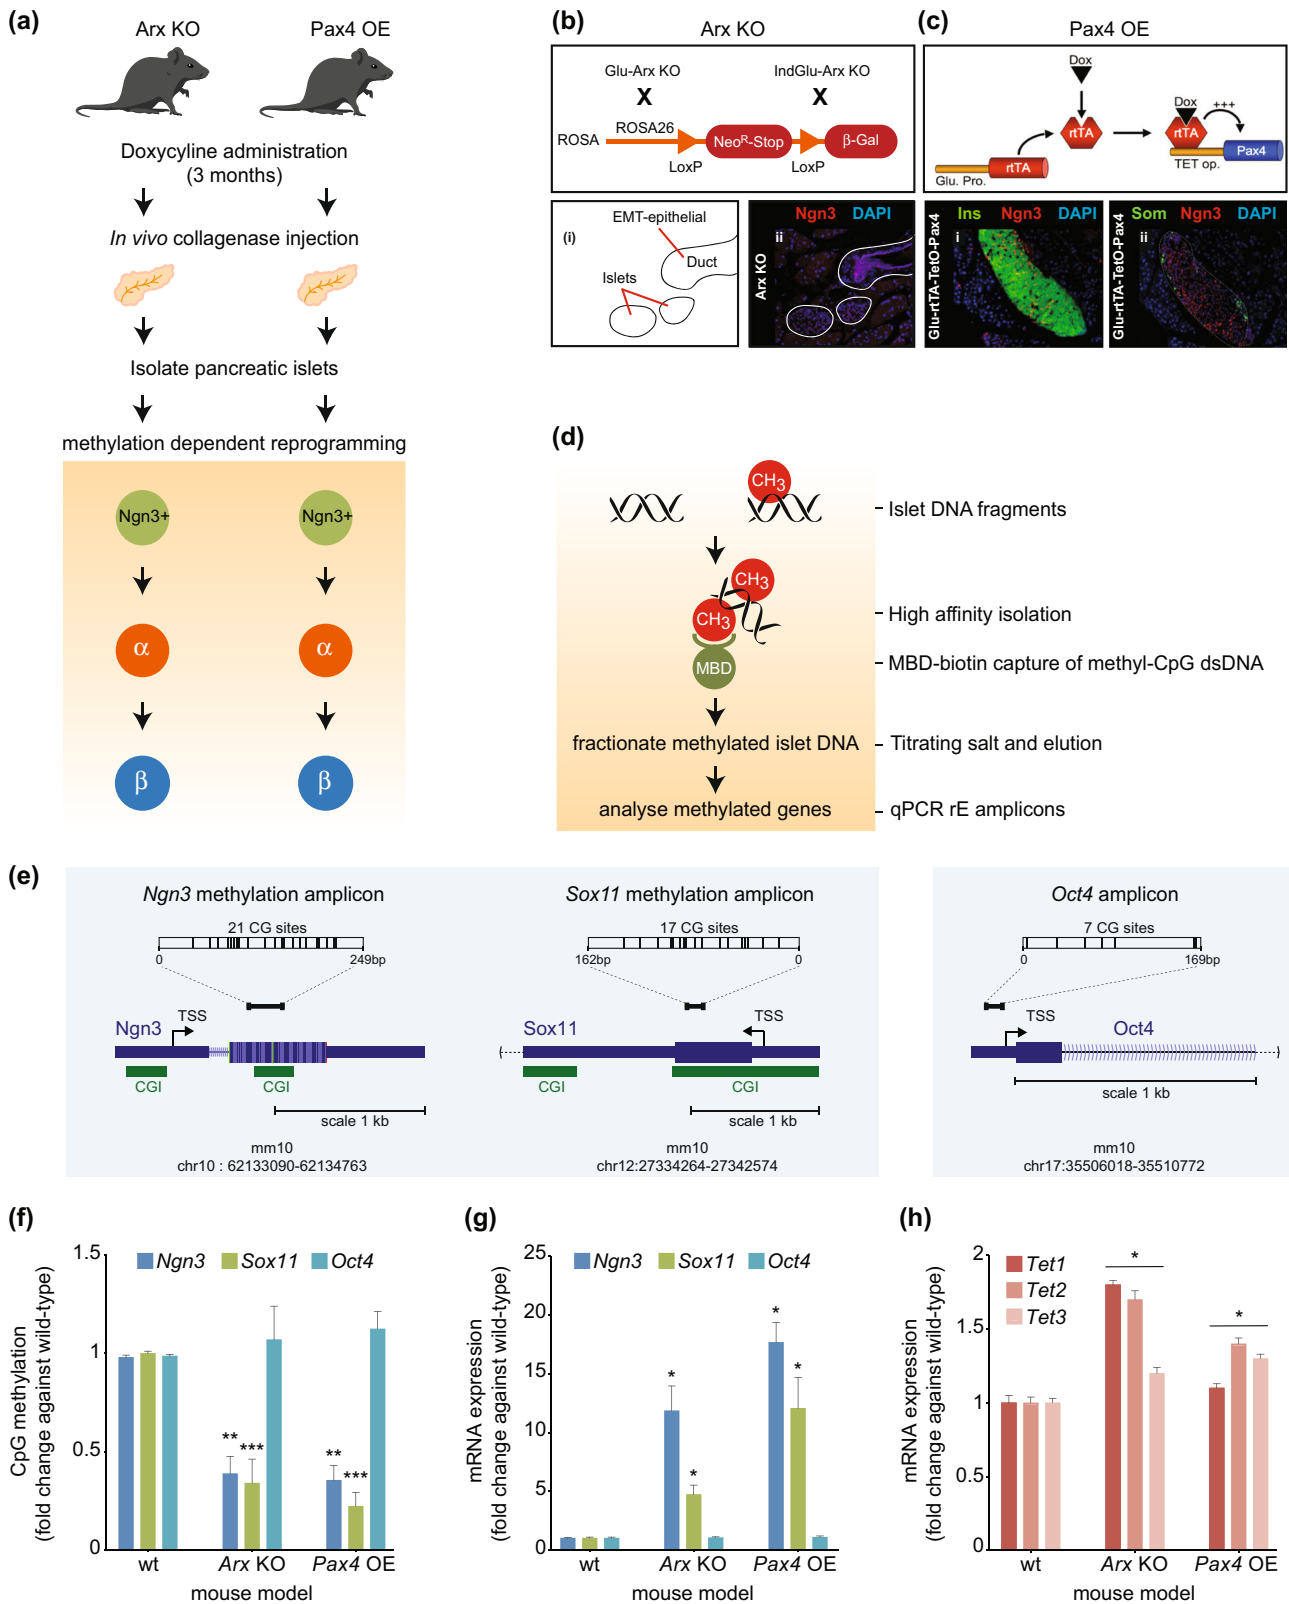 (a)
Arx KO
Pax4 OE
Doxycyline administration
(3 months)
In vivo collagenase injection
Isolate pancreatic islets
methylation dependent reprogramming
Ngn3+
Ngn3+
α
α
β
β
(b)
Arx KO
Glu-Arx KO
IndGlu-Arx KO
X
X
ROSA
ROSA26
Neo^R-Stop
β-Gal
LoxP
LoxP
(i)
EMT-epithelial
Duct
Islets
Arx KO
ii
Ngn3 DAPI
(c)
Pax4 OE
Dox
rtTA
Dox
rtTA
+++
rtTA
Glu. Pro.
Pax4
TET op.
Glu-rtTA-TetO-Pax4
Ins Ngn3 DAPI
i
Glu-rtTA-TetO-Pax4
Som Ngn3 DAPI
ii
(d)
CH3
Islet DNA fragments
CH3
CH3
High affinity isolation
MBD
MBD-biotin capture of methyl-CpG dsDNA
fractionate methylated islet DNA
Titrating salt and elution
analyse methylated genes
qPCR rE amplicons
(e)
Ngn3 methylation amplicon
21 CG sites
0
249bp
Ngn3
TSS
CGI
CGI
scale 1 kb
mm10
chr10 : 62133090-62134763
Sox11 methylation amplicon
17 CG sites
162bp
0
Sox11
TSS
CGI
CGI
scale 1 kb
mm10
chr12:27334264-27342574
Oct4 amplicon
7 CG sites
0
169bp
TSS
Oct4
scale 1 kb
mm10
chr17:35506018-35510772
(f)
CpG methylation
(fold change against wild-type)
1.5
1
0.5
0
Ngn3 Sox11 Oct4
** ***
** ***
wt
Arx KO
Pax4 OE
mouse model
(g)
mRNA expression
(fold change against wild-type)
25
20
15
10
5
0
Ngn3 Sox11 Oct4
* *
* *
wt
Arx KO
Pax4 OE
mouse model
(h)
mRNA expression
(fold change against wild-type)
2
1.5
1
0.5
0
Tet1
Tet2
Tet3
*
*
wt
Arx KO
Pax4 OE
mouse model